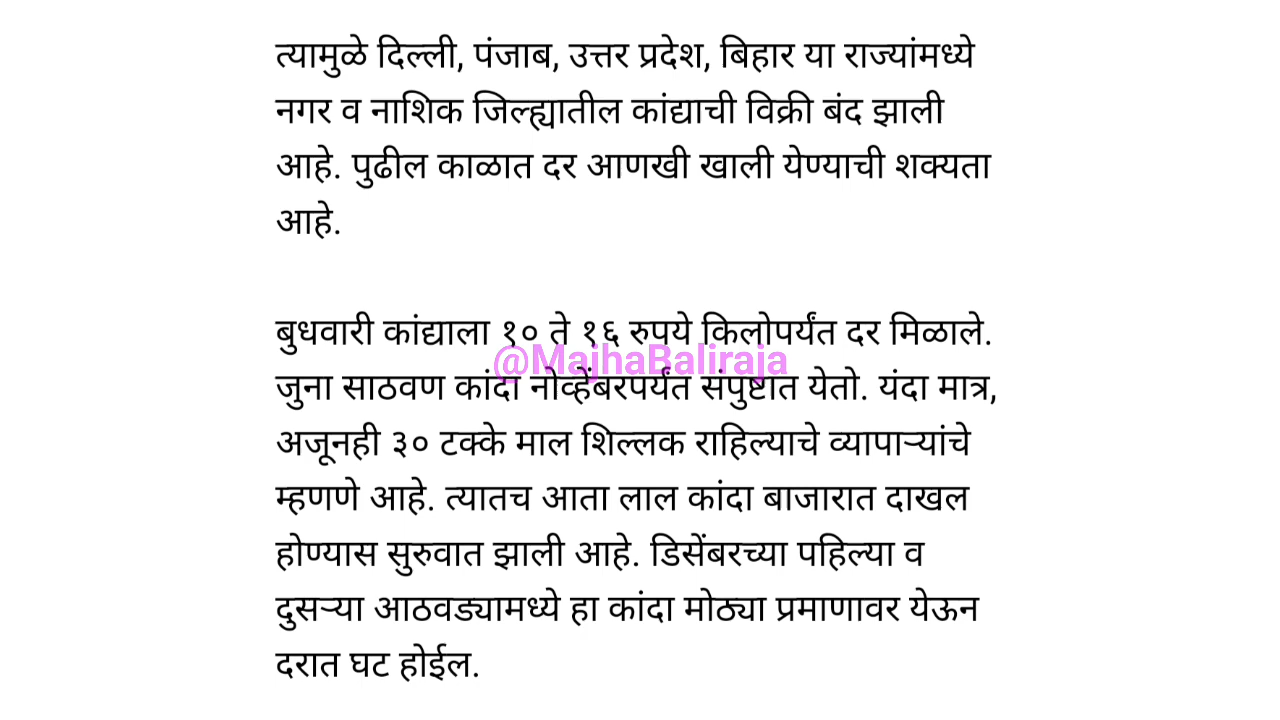 त्यामुळे दिल्ली, पंजाब, उत्तर प्रदेश, बिहार या राज्यांमध्ये
नगर व नाशिक जिल्ह्यातील कांद्याची विक्री बंद झाली
आहे. पुढील काळात दर आणखी खाली येण्याची शक्यता
आहे.
बुधवारी कांद्याला १० ते १६ रुपये किलोपर्यंत दर मिळाले.
@MajhaBaliraja
जुना साठवण कांदा नोव्हेंबरपर्यंत संपुष्टात येतो. यंदा मात्र,
अजूनही ३० टक्के माल शिल्लक राहिल्याचे व्यापाऱ्यांचे
म्हणणे आहे. त्यातच आता लाल कांदा बाजारात दाखल
होण्यास सुरुवात झाली आहे. डिसेंबरच्या पहिल्या व
दुसऱ्या आठवड्यामध्ये हा कांदा मोठ्या प्रमाणावर येऊन
दरात घट होईल.